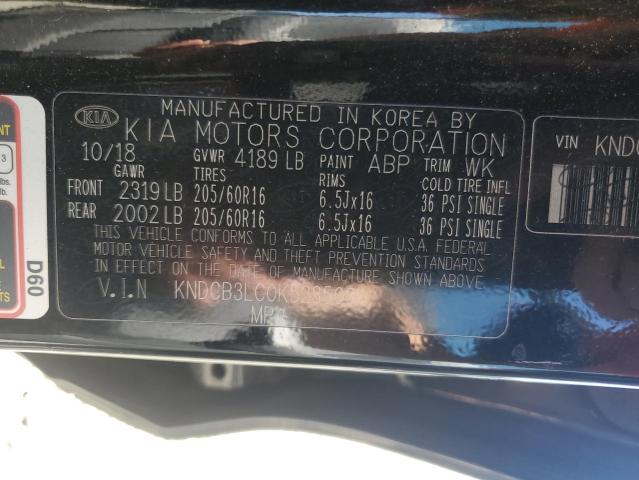 KIA
MANUFACTURED IN KOREA BY
KIA MOTORS CORPORATION
10/18 GVWR 4189 LB PAINT ABP TRIM WK
GAWR TIRES RIMS COLD TIRE INFL
FRONT 2319 LB 205/60R16 6.5Jx16 36 PSI SINGLE
REAR 2002 LB 205/60R16 6.5Jx16 36 PSI SINGLE
THIS VEHICLE CONFORMS TO ALL APPLICABLE U.S.A. FEDERAL
MOTOR VEHICLE SAFETY AND THEFT PREVENTION STANDARDS
IN EFFECT ON THE DATE OF MANUFACTURE SHOWN ABOVE.
V.I.N
D60
VIN